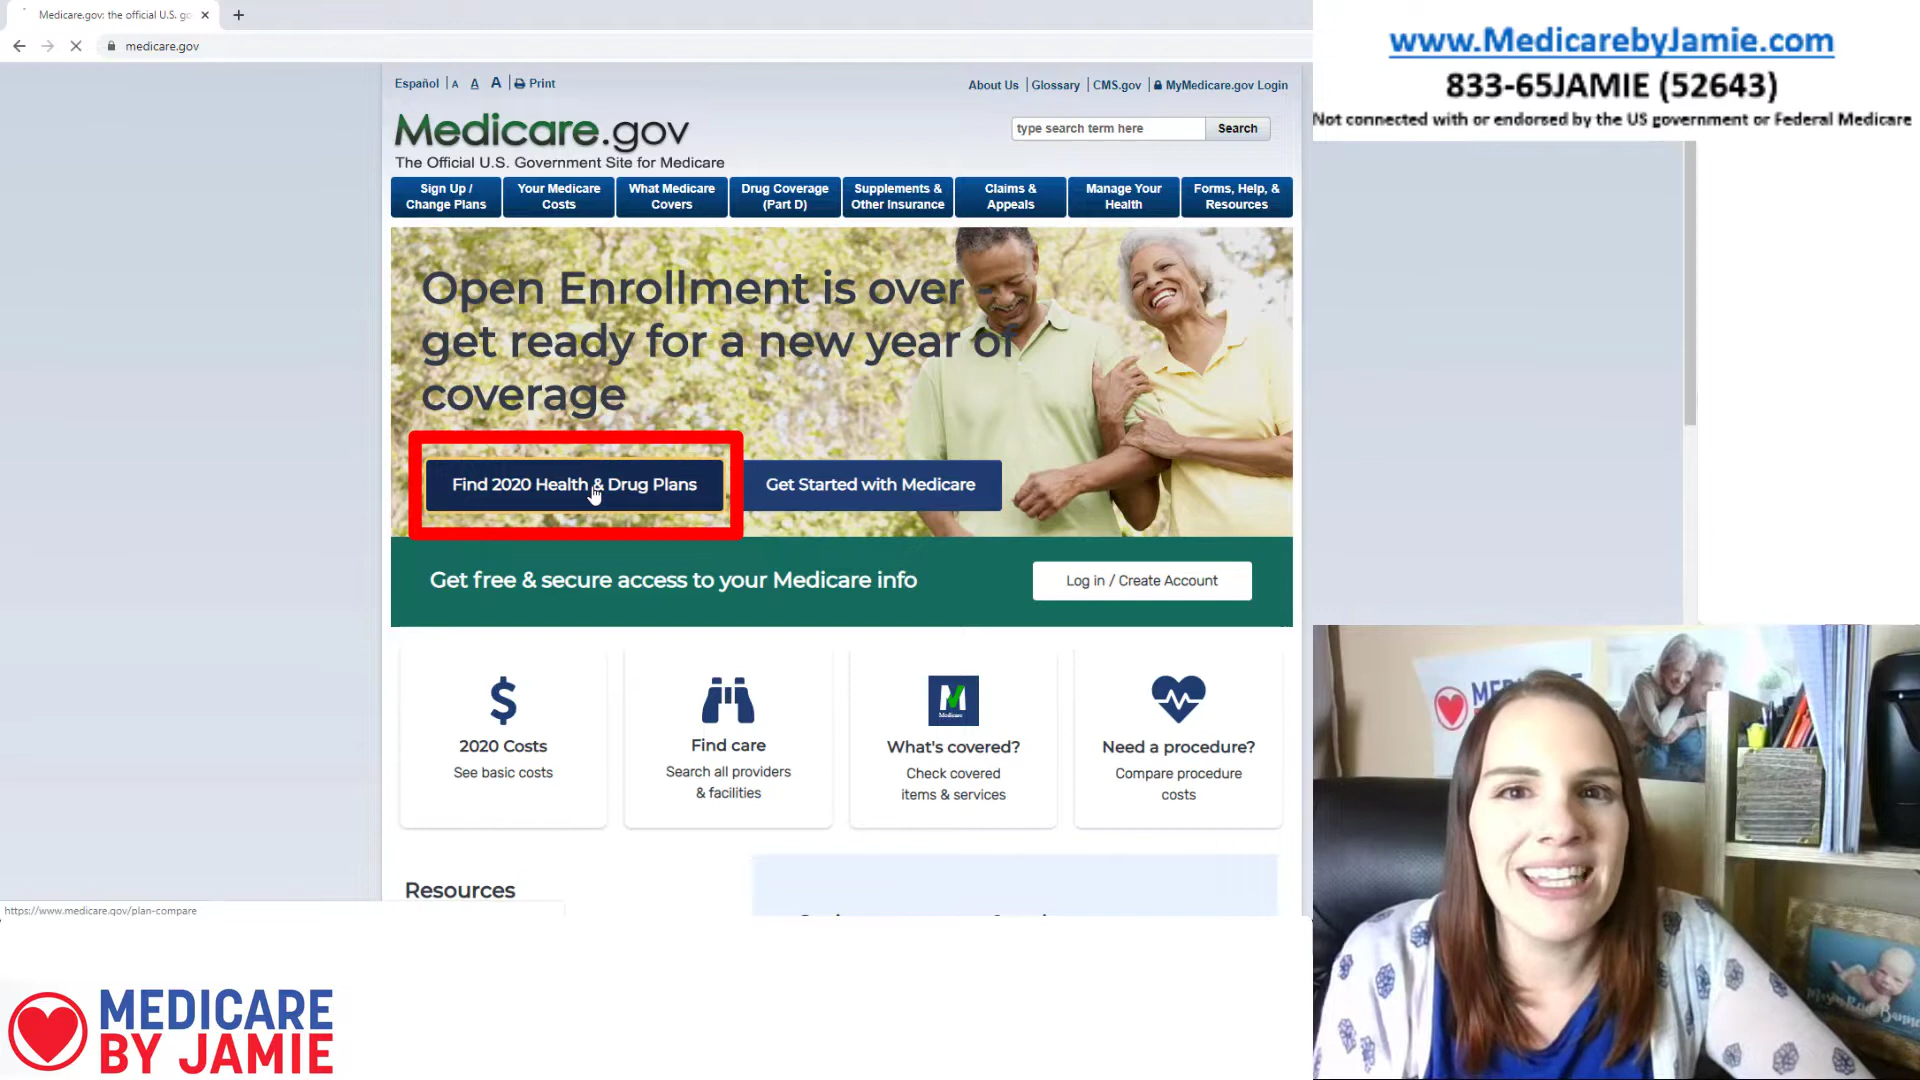 Medicare.gov: the official U.S. go
medicare.gov
www.MedicarebyJamie.com
833-65JAMIE (52643)
Not connected with or endorsed by the US government or Federal Medicare
Español | A A A | Print
About Us | Glossary | CMS.gov | MyMedicare.gov Login
Medicare.gov
The Official U.S. Government Site for Medicare
type search term here
Search
Sign Up /
Change Plans
Your Medicare
Costs
What Medicare
Covers
Drug Coverage
(Part D)
Supplements &
Other Insurance
Claims &
Appeals
Manage Your
Health
Forms, Help, &
Resources
Open Enrollment is over -
get ready for a new year of
coverage
Find 2020 Health & Drug Plans
Get Started with Medicare
Get free & secure access to your Medicare info
Log in / Create Account
2020 Costs
See basic costs
Find care
Search all providers
& facilities
Medicare
What's covered?
Check covered
items & services
Need a procedure?
Compare procedure
costs
Resources
https://www.medicare.gov/plan-compare
MEDICARE
BY JAMIE